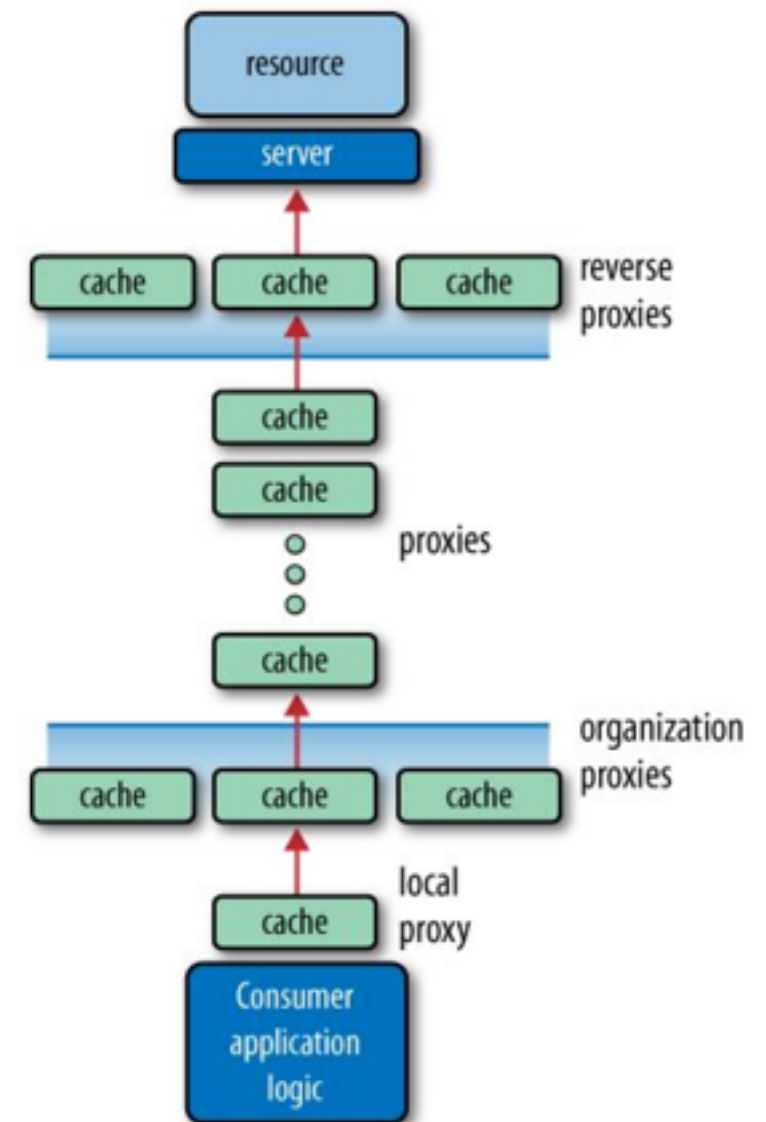 resource
server
cache
cache
cache
reverse
proxies
cache
cache
proxies
cache
organization
proxies
cache
cache
cache
local
proxy
cache
Consumer
application
logic